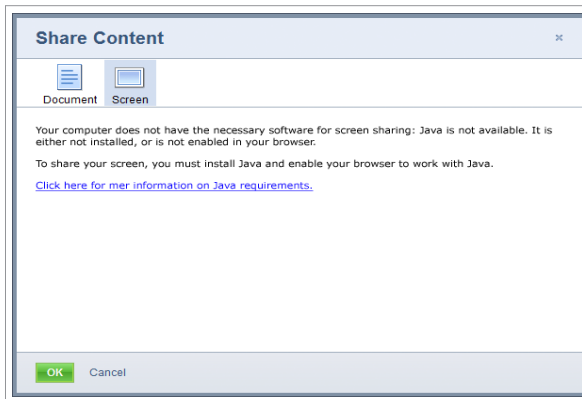 Share Content
Document Screen
Your computer does not have the necessary software for screen sharing: Java is not available. It is
either not installed, or is not enabled in your browser.
To share your screen, you must install Java and enable your browser to work with Java.
Click here for mer information on Java requirements.
OK Cancel